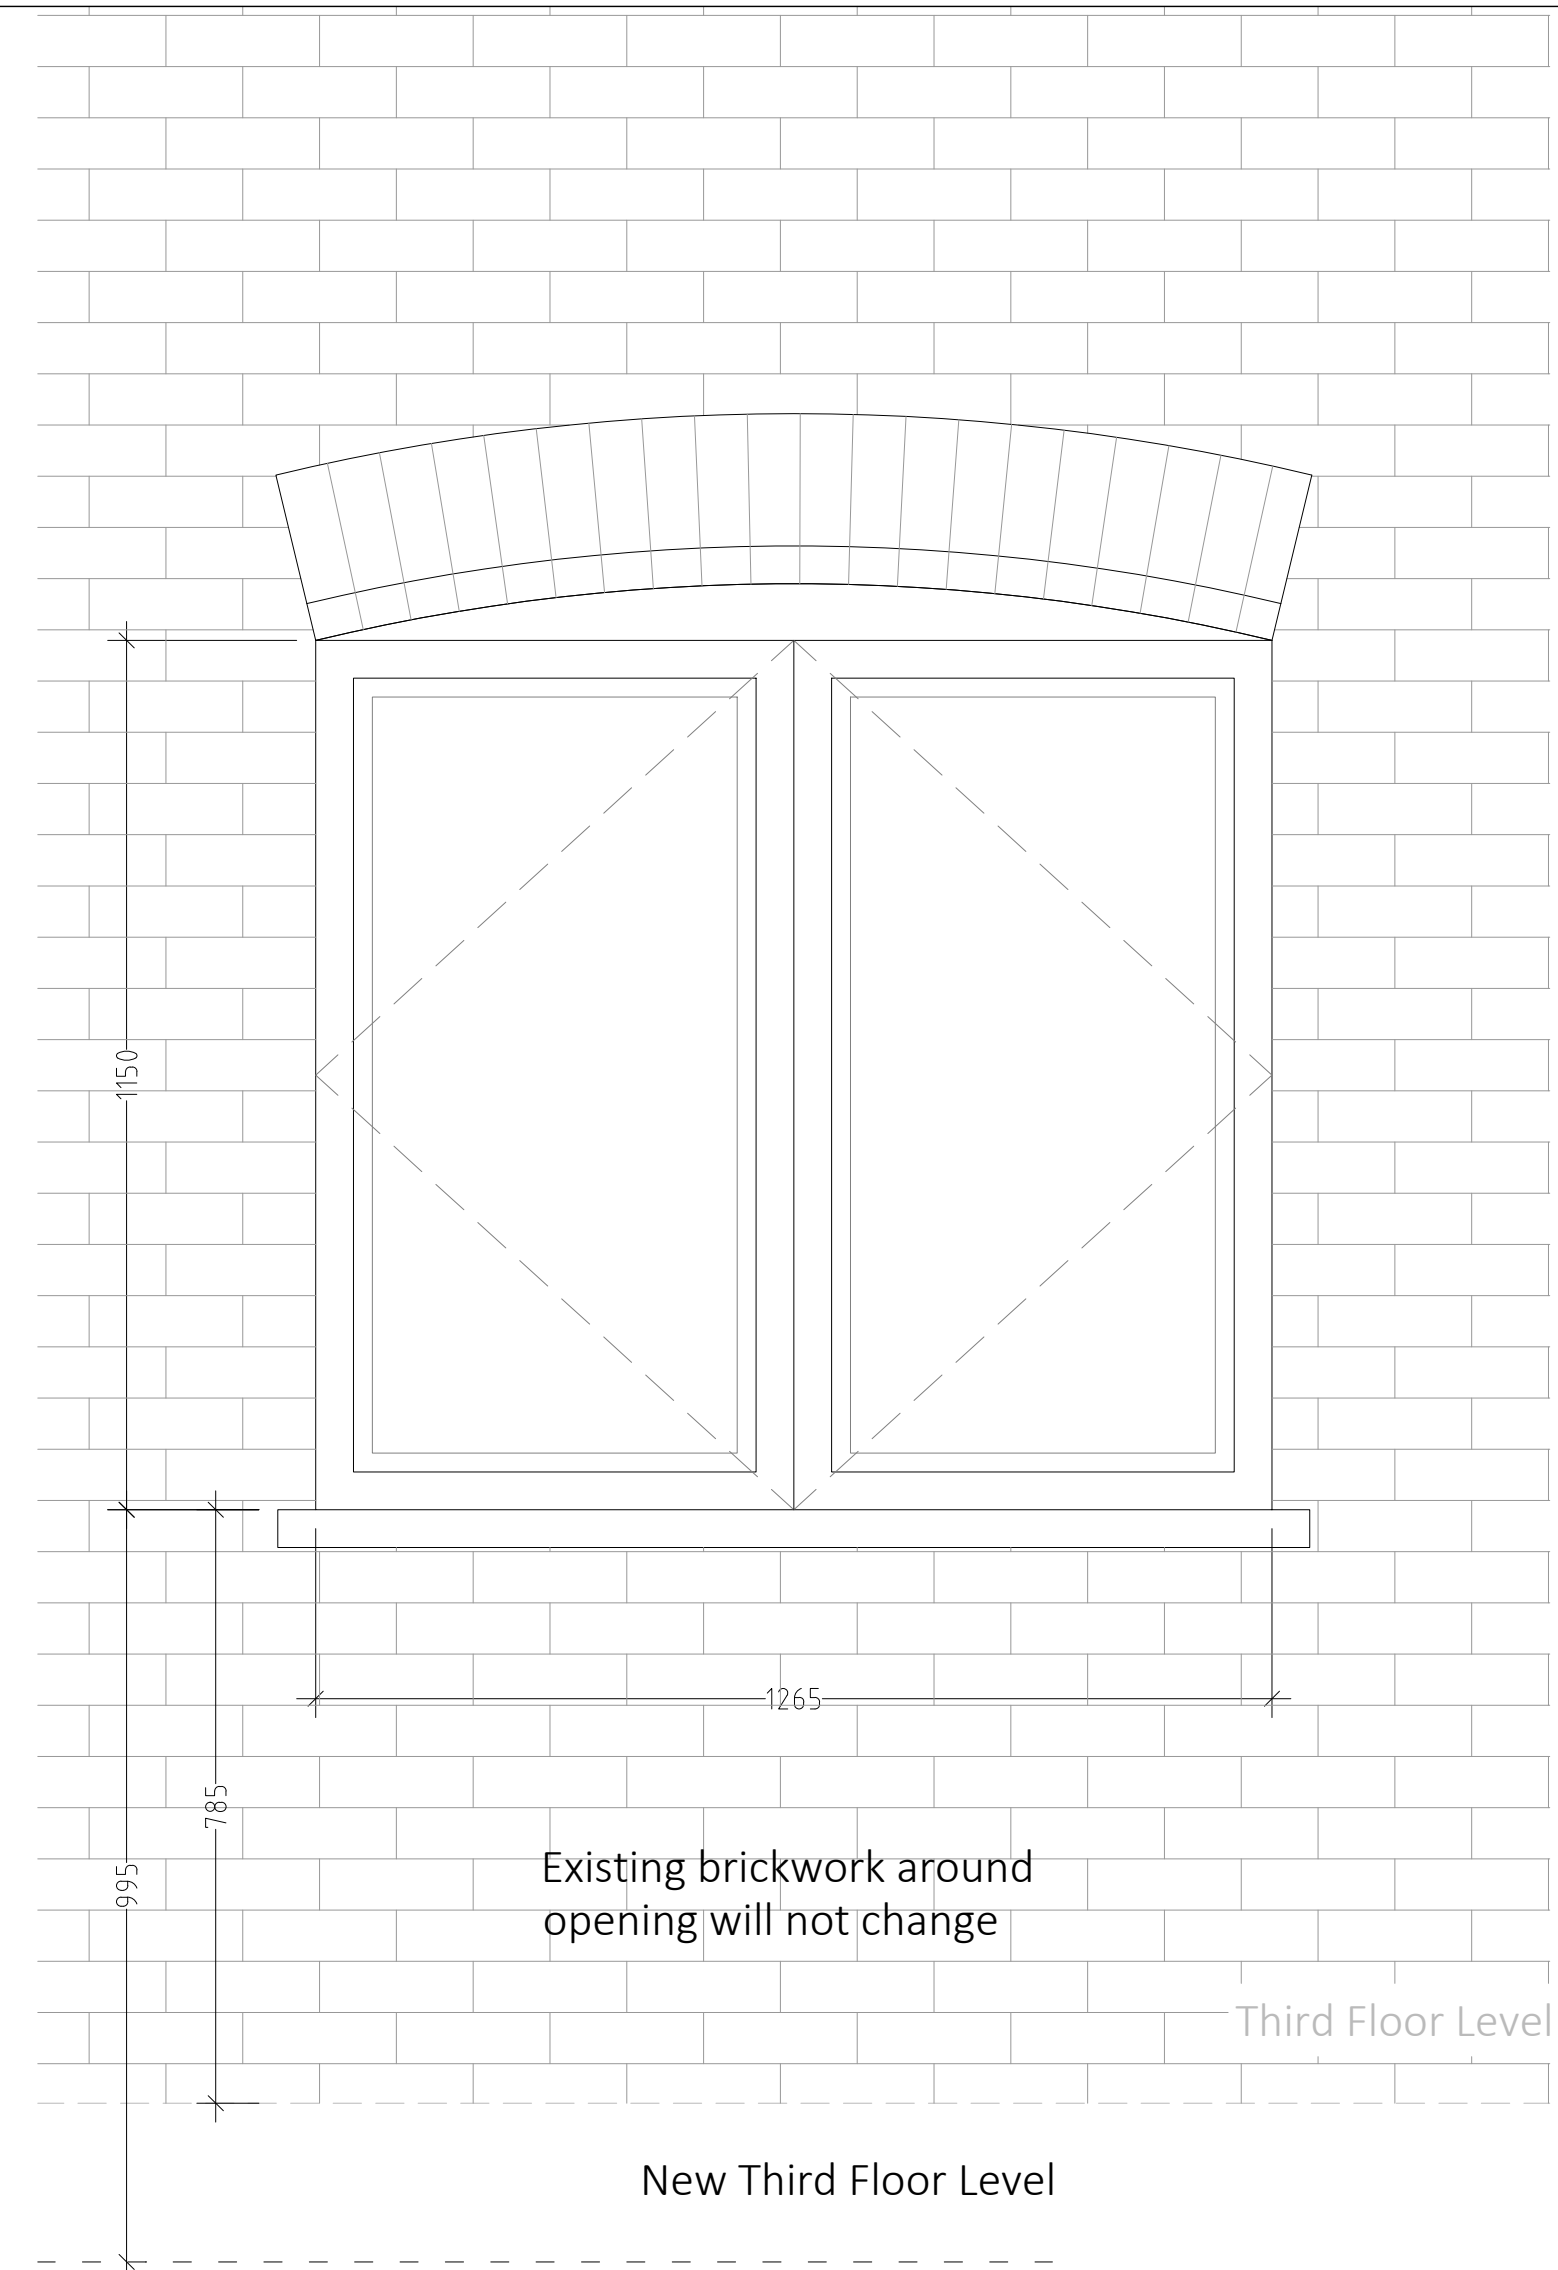 1150
1265
785
995
Existing brickwork around
opening will not change
Third Floor Level
New Third Floor Level